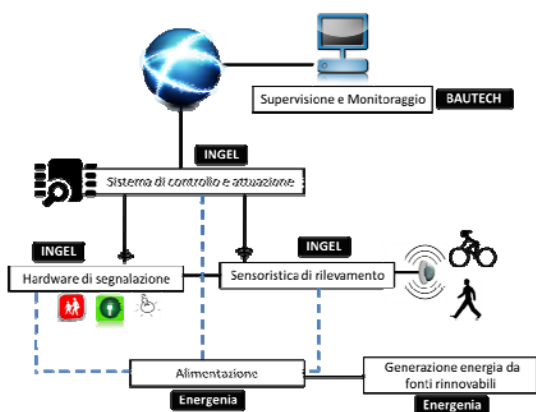 Supervisione e Monitoraggio
BAUTECH
INGEL
Sistema di controllo e attuazione
INGEL
Hardware di segnalazione
INGEL
Sensoristica di rilevamento
Alimentazione
Energenia
Generazione energia da
fonti rinnovabili
Energenia